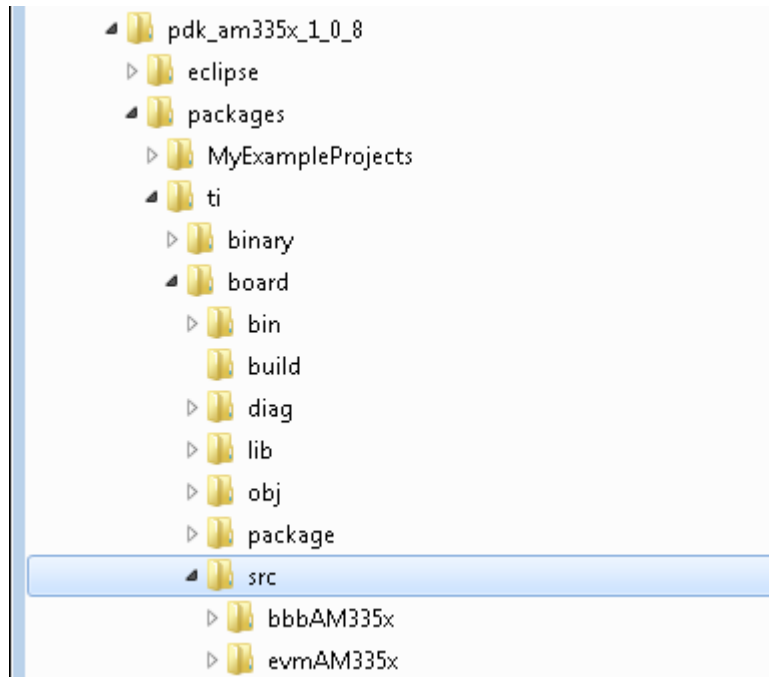 pdk_am335x_1_0_8
eclipse
packages
MyExampleProjects
ti
binary
board
bin
build
diag
lib
obj
package
src
bbbAM335x
evmAM335x